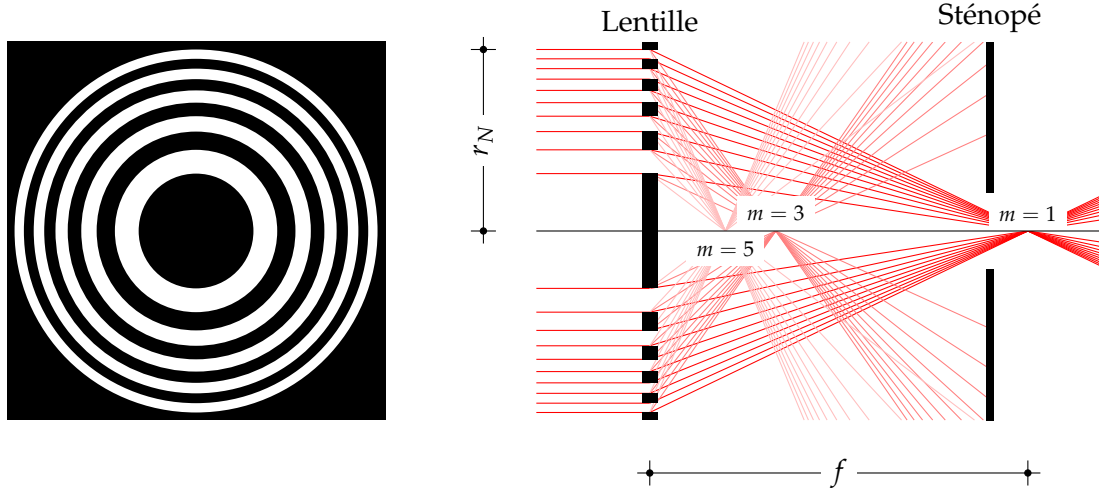 Lentille
Sténopé
r_N
m = 3
m = 1
m = 5
f